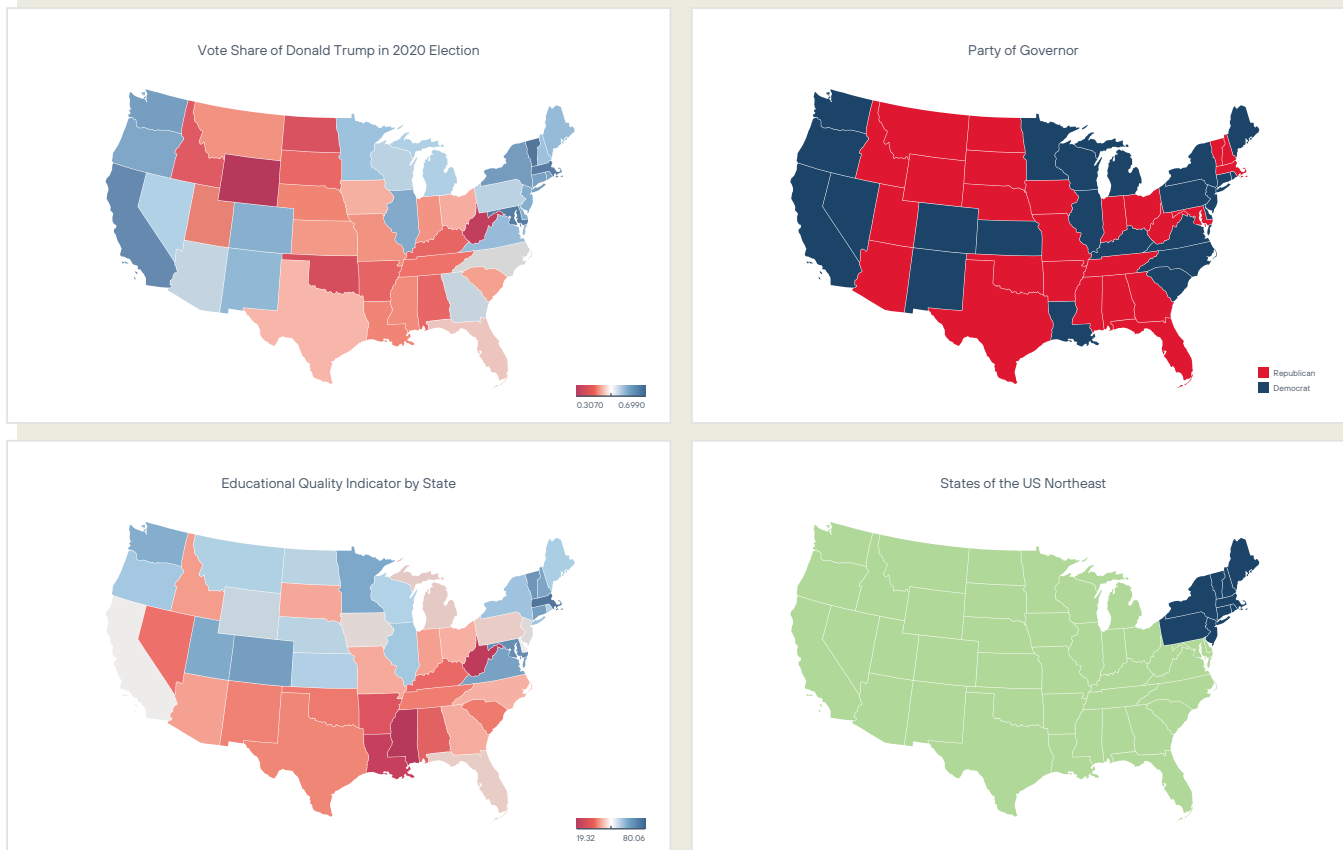 Vote Share of Donald Trump in 2020 Election
0.3070 0.6990
Party of Governor
Republican
Democrat
Educational Quality Indicator by State
19.32 80.06
States of the US Northeast